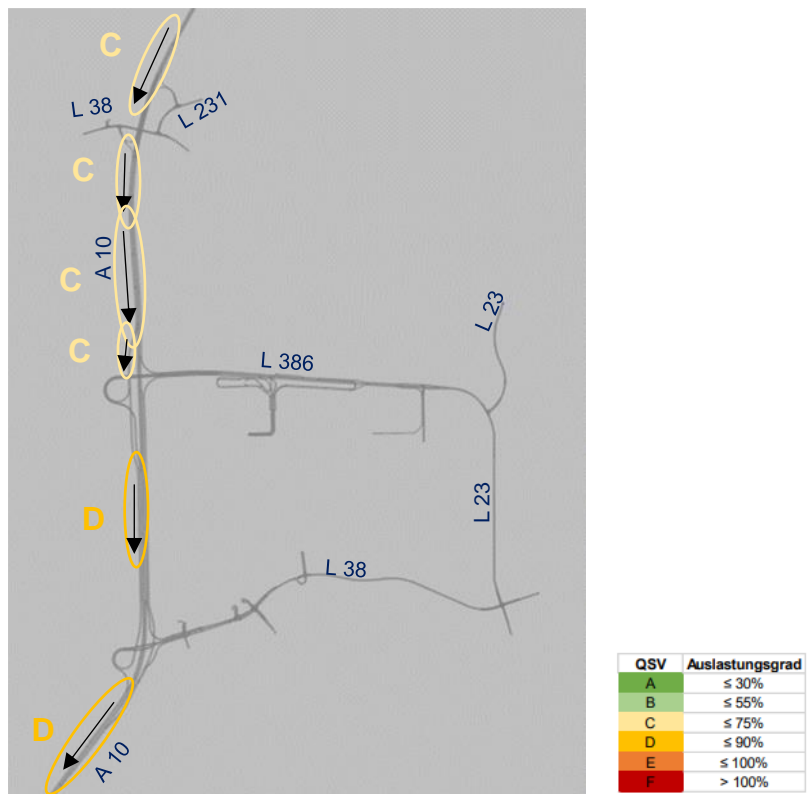 C
L 38
L 231
C
A 10
C
L 23
C
L 386
L 23
D
L 38
D
A 10
QSV Auslastungsgrad
A ≤ 30%
B ≤ 55%
C ≤ 75%
D ≤ 90%
E ≤ 100%
F > 100%